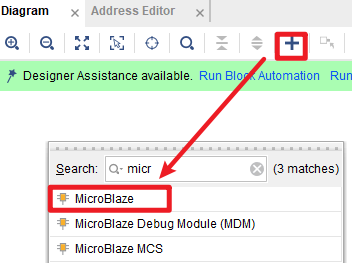 Diagram × Address Editor ×
Designer Assistance available. Run Block Automation Run
Search: micr (3 matches)
MicroBlaze
MicroBlaze Debug Module (MDM)
MicroBlaze MCS